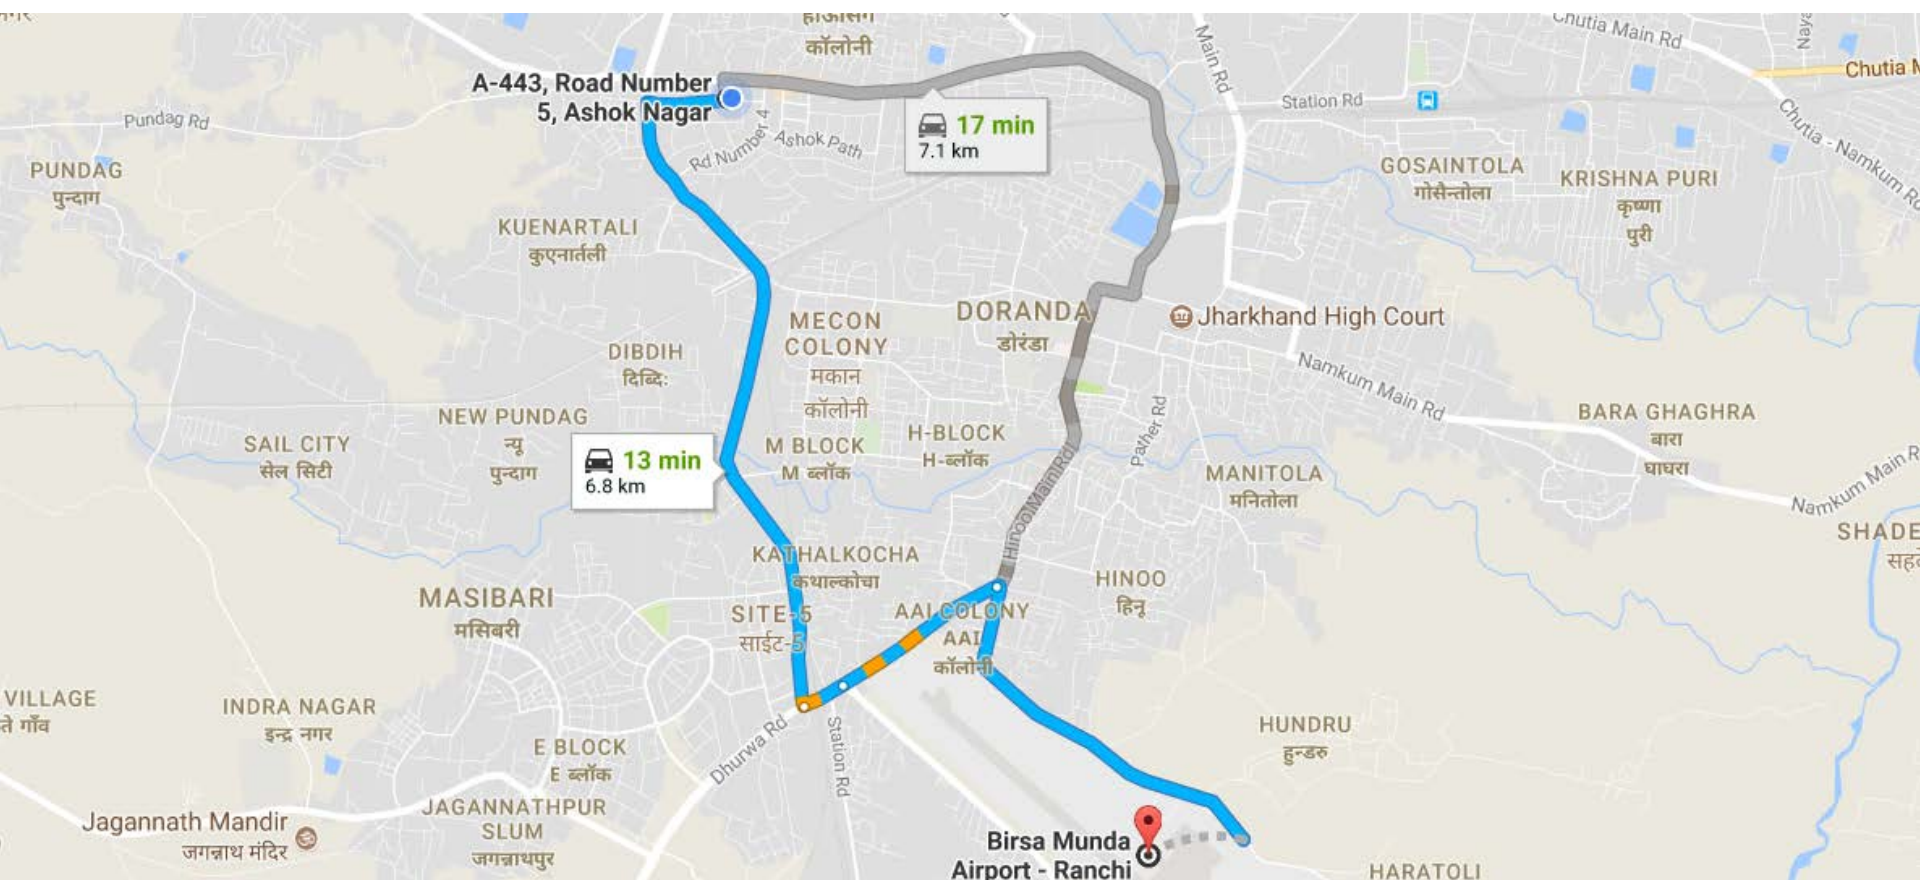 हाउसिंग
कॉलोनी
Chutia Main Rd
Main Rd
A-443, Road Number
5, Ashok Nagar
Chutia
Pundag Rd
Rd Number 4
Ashok Path
17 min
7.1 km
Station Rd
Chutia - Namkum Rd
PUNDAG
पुन्दाग
GOSAINTOLA
गोसैन्तोला
KRISHNA PURI
कृष्णा
पुरी
KUENARTALI
कुएनार्तली
MECON
COLONY
मकान
कॉलोनी
DORANDA
डोरंडा
Jharkhand High Court
DIBDIH
दिब्दिः
Namkum Main Rd
NEW PUNDAG
न्यू
पुन्दाग
SAIL CITY
सेल सिटी
13 min
6.8 km
M BLOCK
M ब्लॉक
H-BLOCK
H-ब्लॉक
Pather Rd
BARA GHAGHRA
बारा
घाघरा
MANITOLA
मनितोला
Namkum Main R
Hinoo Main Rd
SHADE
KATHALKOCHA
कथाल्कोचा
HINOO
हिनू
MASIBARI
मसिबरी
SITE-5
साईट-5
AAI COLONY
AAI
कॉलोनी
VILLAGE
ते गाँव
INDRA NAGAR
इन्द्र नगर
HUNDRU
हुन्डरु
E BLOCK
E ब्लॉक
Dhurwa Rd
Station Rd
JAGANNATHPUR
SLUM
जगन्नाथपुर
Jagannath Mandir
जगन्नाथ मंदिर
Birsa Munda
Airport - Ranchi
HARATOLI